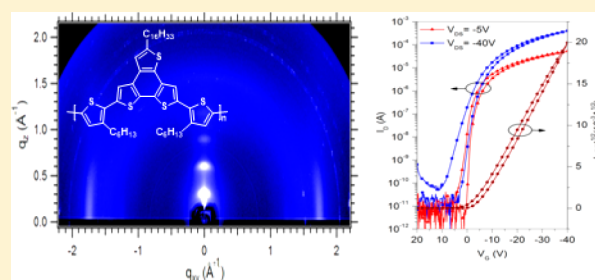 2.0
1.5
1.0
0.5
0.0
q_z (Å⁻¹)
C₁₆H₃₃
S
S S S S
n
C₆H₁₃ C₆H₁₃
-2 -1 0 1 2
q_xy (Å⁻¹)
V_DS = -5V
V_DS = -40V
10⁻³
10⁻⁴
10⁻⁵
10⁻⁶
10⁻⁷
10⁻⁸
10⁻⁹
10⁻¹⁰
10⁻¹¹
10⁻¹²
I_D (A)
20
15
10
5
0
20 10 0 -10 -20 -30 -40
V_G (V)